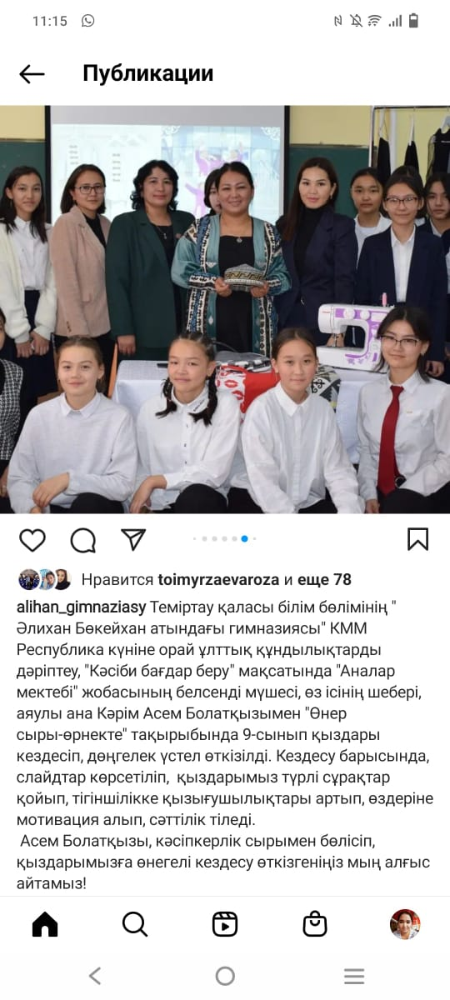 11:15
Публикации
Нравится toimyrzaevaroza и еще 78
alihan_gimnaziasy Теміртау қаласы білім бөлімінің "
Әлихан Бөкейхан атындағы гимназиясы" КММ
Республика күніне орай ұлттық құндылықтарды
дәріптеу, "Кәсіби бағдар беру" мақсатында "Аналар
мектебі" жобасының белсенді мүшесі, өз ісінің шебері,
аяулы ана Кәрім Асем Болатқызымен "Өнер
сыры-өрнекте" тақырыбында 9-сынып қыздары
кездесіп, дөңгелек үстел өткізілді. Кездесу барысында,
слайдтар көрсетіліп, қыздарымыз түрлі сұрақтар
қойып, тігіншілікке қызығушылықтары артып, өздеріне
мотивация алып, сәттілік тіледі.
Асем Болатқызы, кәсіпкерлік сырымен бөлісіп,
қыздарымызға өнегелі кездесу өткізгеніңіз мың алғыс
айтамыз!